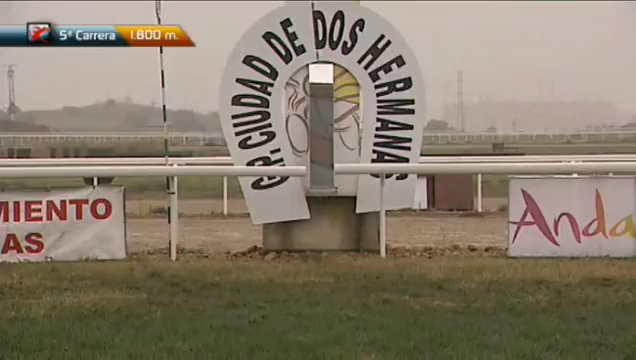 5ª Carrera 1.800 m.
GP. CIUDAD DE DOS HERMANAS
MIENTO
AS
Anda